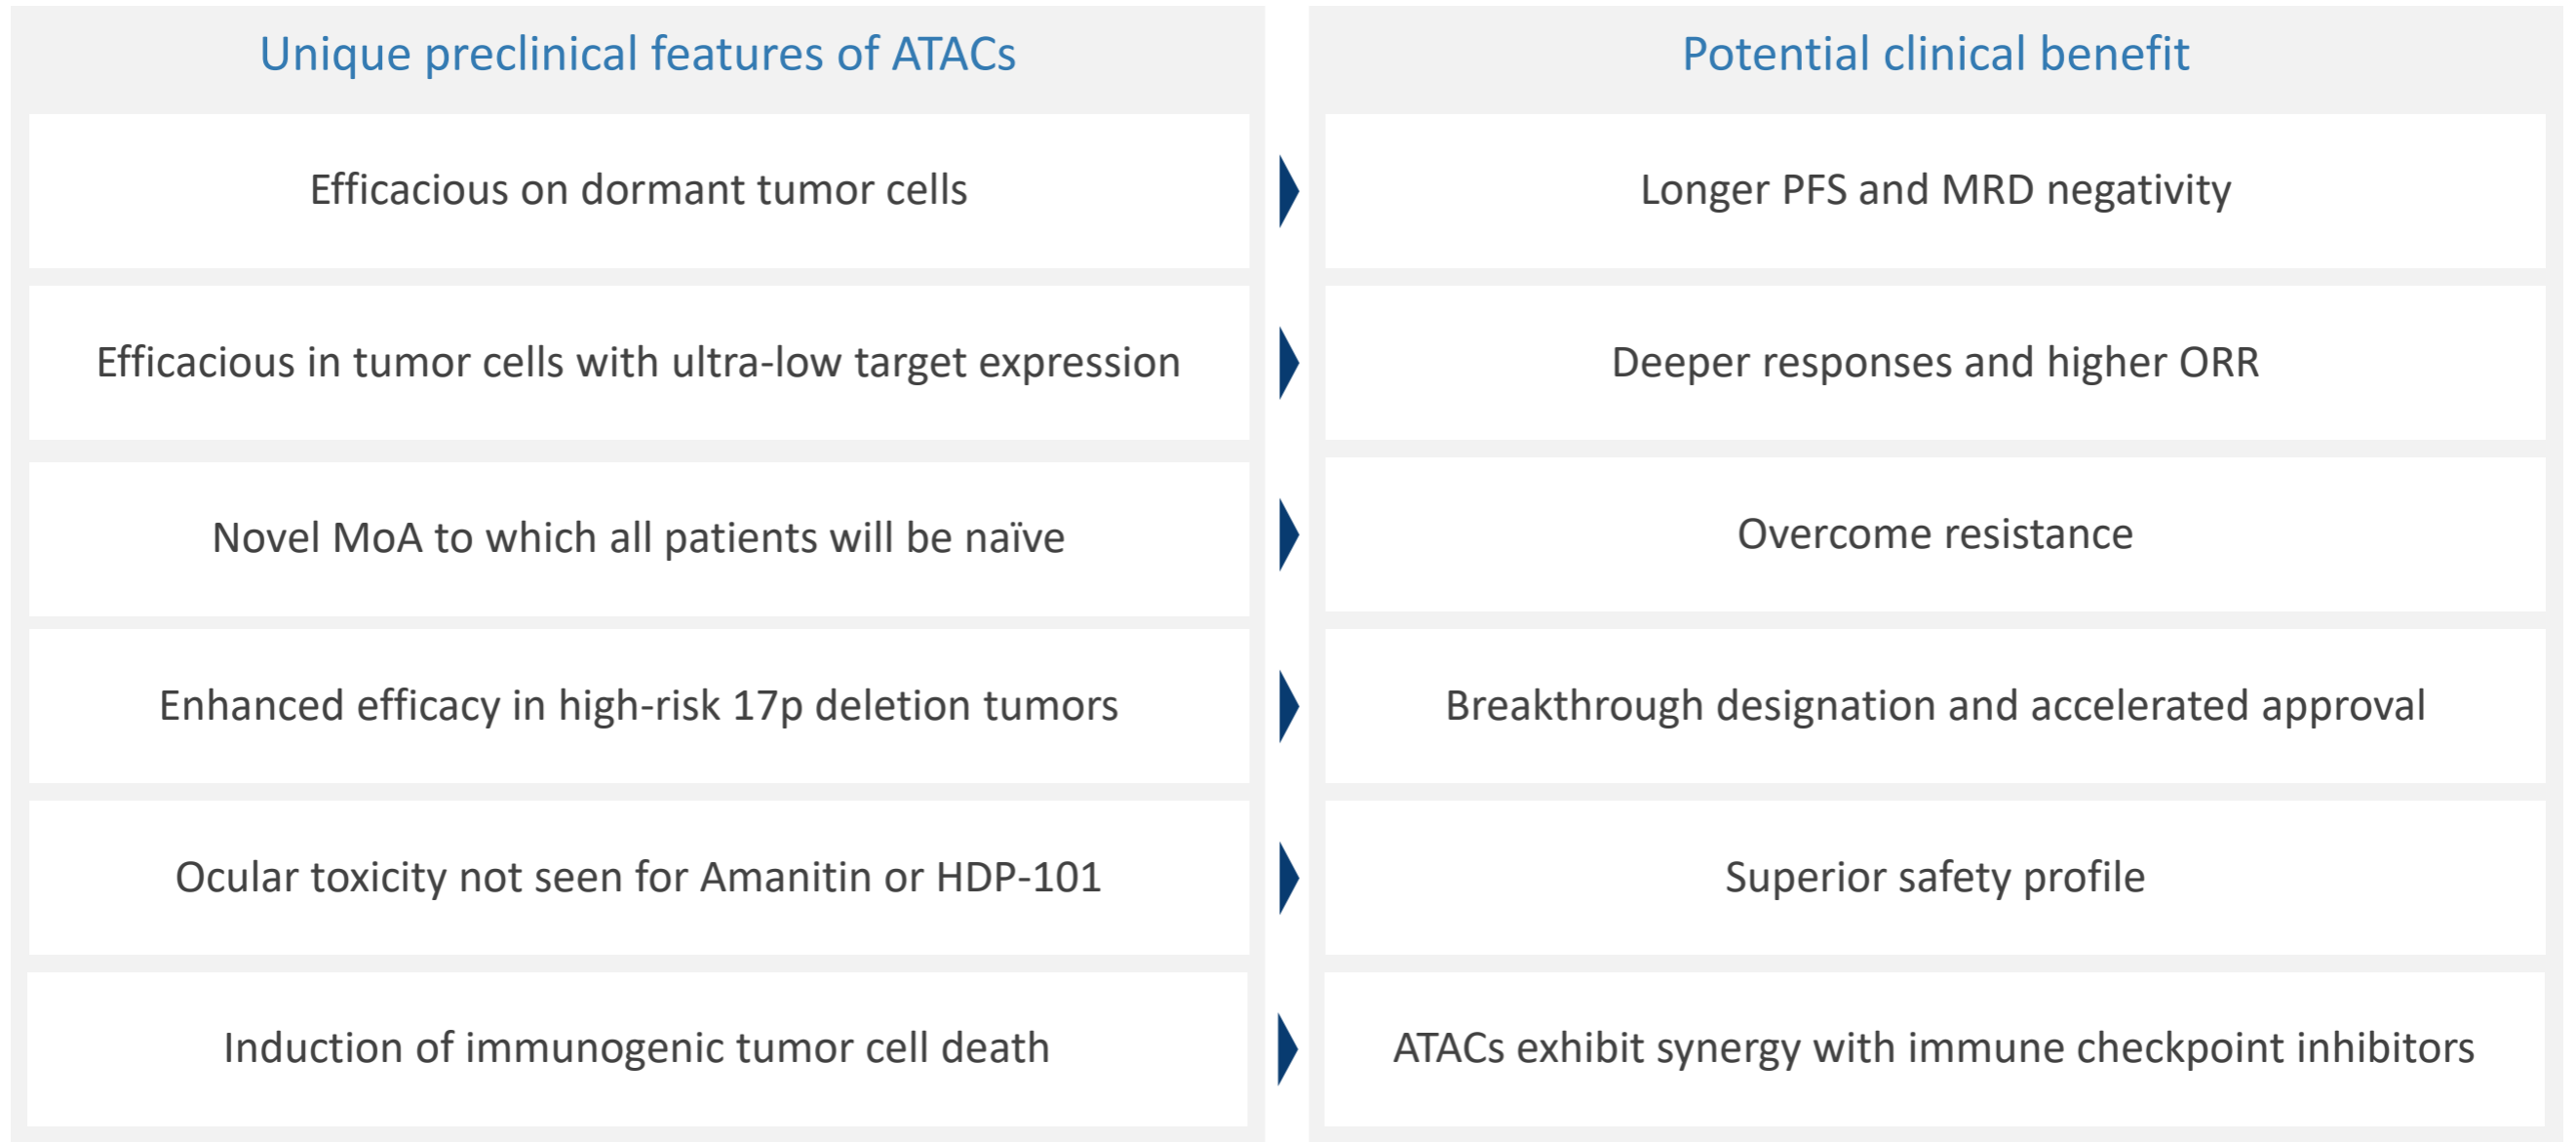 Unique preclinical features of ATACs
Potential clinical benefit
Efficacious on dormant tumor cells
Longer PFS and MRD negativity
Efficacious in tumor cells with ultra-low target expression
Deeper responses and higher ORR
Novel MoA to which all patients will be naïve
Overcome resistance
Enhanced efficacy in high-risk 17p deletion tumors
Breakthrough designation and accelerated approval
Ocular toxicity not seen for Amanitin or HDP-101
Superior safety profile
Induction of immunogenic tumor cell death
ATACs exhibit synergy with immune checkpoint inhibitors